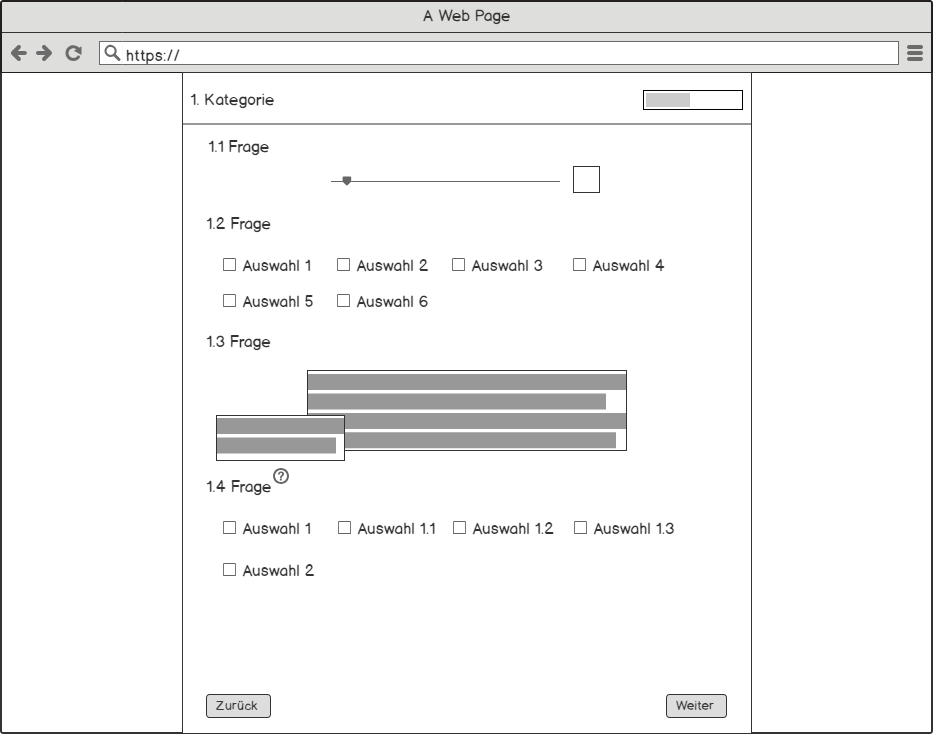 A Web Page
https://
1. Kategorie
1.1 Frage
1.2 Frage
Auswahl 1 Auswahl 2 Auswahl 3 Auswahl 4
Auswahl 5 Auswahl 6
1.3 Frage
1.4 Frage ?
Auswahl 1 Auswahl 1.1 Auswahl 1.2 Auswahl 1.3
Auswahl 2
Zurück Weiter